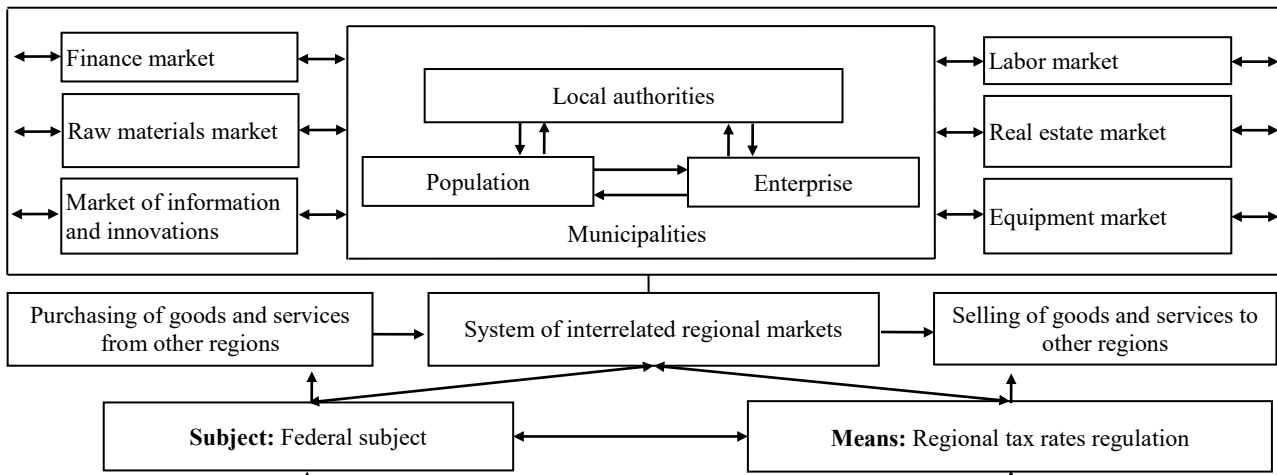 Finance market
Labor market
Local authorities
Raw materials market
Real estate market
Population
Enterprise
Market of information
and innovations
Equipment market
Municipalities
Purchasing of goods and services
from other regions
System of interrelated regional markets
Selling of goods and services to
other regions
Subject: Federal subject
Means: Regional tax rates regulation